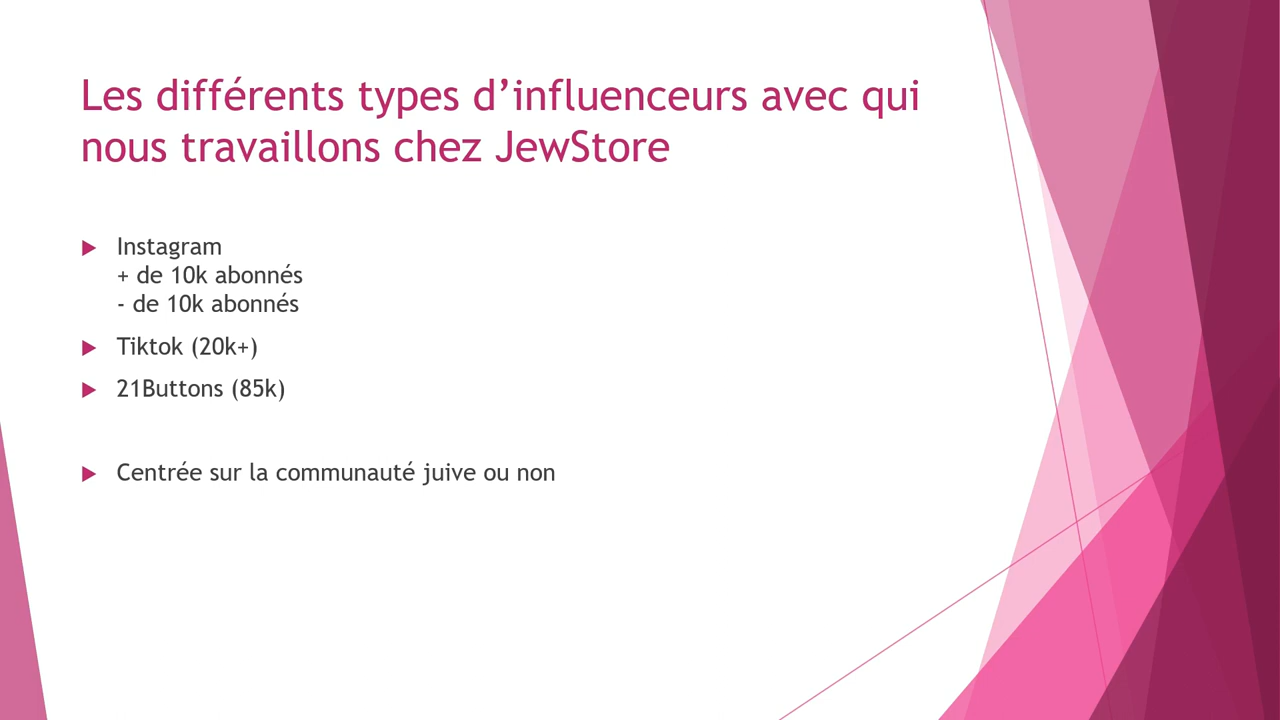 Les différents types d’influenceurs avec qui
nous travaillons chez JewStore
Instagram
+ de 10k abonnés
- de 10k abonnés
Tiktok (20k+)
21Buttons (85k)
Centrée sur la communauté juive ou non